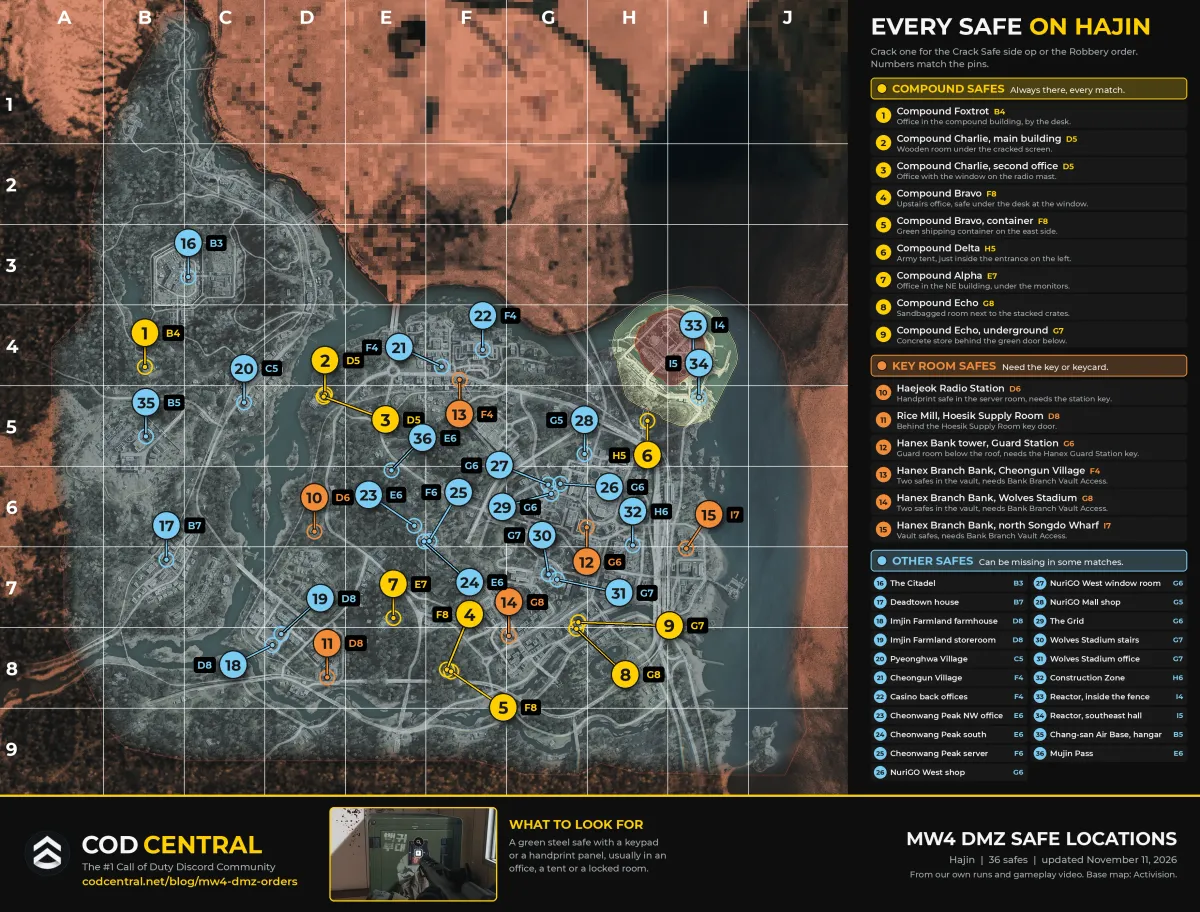 A B C D E F G H I J
1
2
3
4
5
6
7
8
9
16 B3
22 F4
33 I4
1 B4
F4 21
2 D5
I5 34
20 C5
35 B5
3 D5
13 F4
G5 28
36 E6
H5 6
G6 27
26 G6
10 D6
23 E6
F6 25
29 G6
32 H6
15 I7
17 B7
G7 30
12 G6
7 E7
24 E6
31 G7
19 D8
14 G8
F8 4
9 G7
11 D8
D8 18
8 G8
5 F8
EVERY SAFE ON HAJIN
Crack one for the Crack Safe side op or the Robbery order.
Numbers match the pins.
COMPOUND SAFES Always there, every match.
1 Compound Foxtrot B4
Office in the compound building, by the desk.
2 Compound Charlie, main building D5
Wooden room under the cracked screen.
3 Compound Charlie, second office D5
Office with the window on the radio mast.
4 Compound Bravo F8
Upstairs office, safe under the desk at the window.
5 Compound Bravo, container F8
Green shipping container on the east side.
6 Compound Delta H5
Army tent, just inside the entrance on the left.
7 Compound Alpha E7
Office in the NE building, under the monitors.
8 Compound Echo G8
Sandbagged room next to the stacked crates.
9 Compound Echo, underground G7
Concrete store behind the green door below.
KEY ROOM SAFES Need the key or keycard.
10 Haejeok Radio Station D6
Handprint safe in the server room, needs the station key.
11 Rice Mill, Hoesik Supply Room D8
Behind the Hoesik Supply Room key door.
12 Hanex Bank tower, Guard Station G6
Guard room below the roof, needs the Hanex Guard Station key.
13 Hanex Branch Bank, Cheongun Village F4
Two safes in the vault, needs Bank Branch Vault Access.
14 Hanex Branch Bank, Wolves Stadium G8
Two safes in the vault, needs Bank Branch Vault Access.
15 Hanex Branch Bank, north Songdo Wharf I7
Vault safes, needs Bank Branch Vault Access.
OTHER SAFES Can be missing in some matches.
16 The Citadel B3
17 Deadtown house B7
18 Imjin Farmland farmhouse D8
19 Imjin Farmland storeroom D8
20 Pyeonghwa Village C5
21 Cheongun Village F4
22 Casino back offices F4
23 Cheonwang Peak NW office E6
24 Cheonwang Peak south E6
25 Cheonwang Peak server F6
26 NuriGO West shop G6
27 NuriGO West window room G6
28 NuriGO Mall shop G5
29 The Grid G6
30 Wolves Stadium stairs G7
31 Wolves Stadium office G7
32 Construction Zone H6
33 Reactor, inside the fence I4
34 Reactor, southeast hall I5
35 Chang-san Air Base, hangar B5
36 Mujin Pass E6
COD CENTRAL
The #1 Call of Duty Discord Community
codcentral.net/blog/mw4-dmz-orders
WHAT TO LOOK FOR
A green steel safe with a keypad
or a handprint panel, usually in an
office, a tent or a locked room.
MW4 DMZ SAFE LOCATIONS
Hajin | 36 safes | updated November 11, 2026
From our own runs and gameplay video. Base map: Activision.